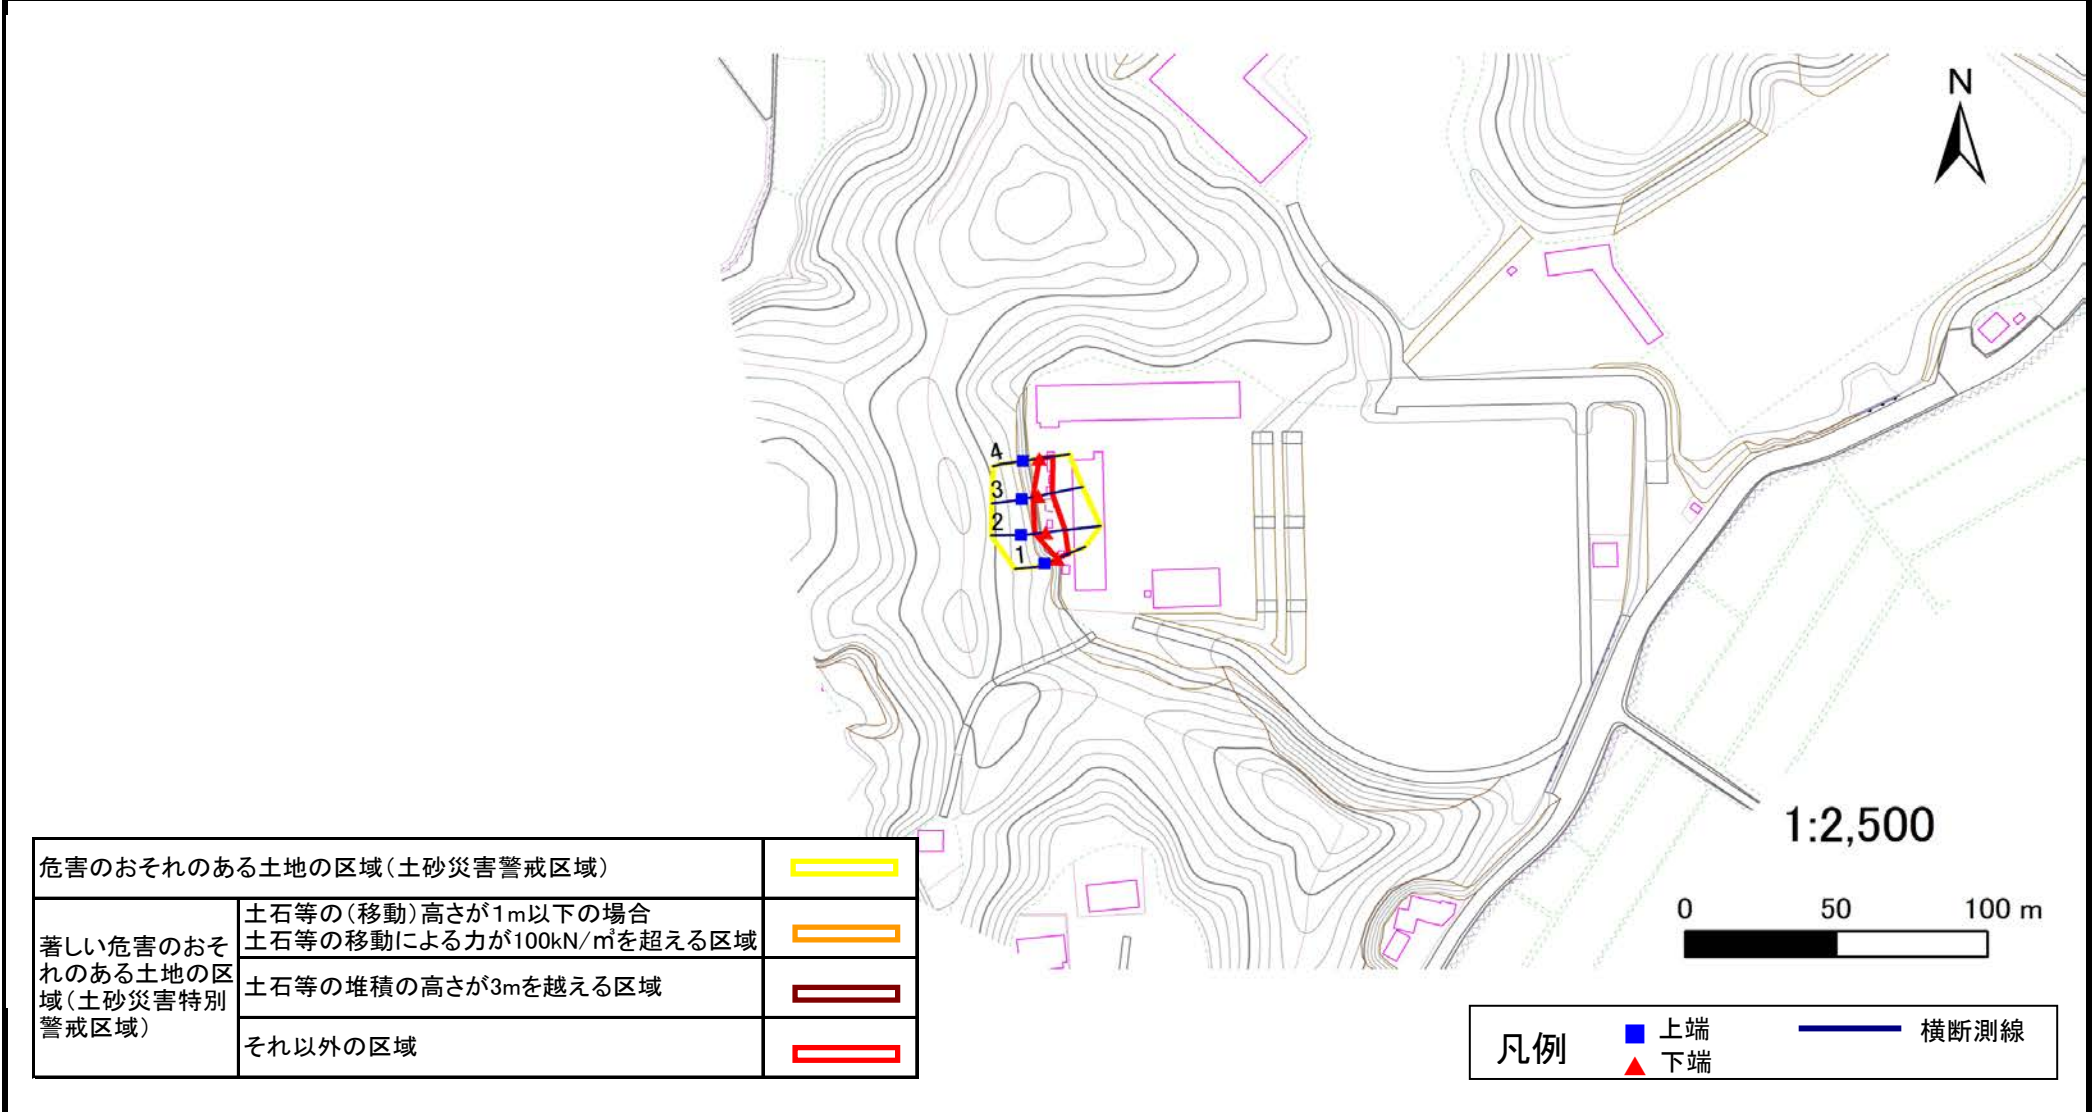 N
4
3
2
1
1:2,500
0 50 100 m
危害のおそれのある土地の区域(土砂災害警戒区域)
著しい危害のおそ
れのある土地の区
域(土砂災害特別
警戒区域)
土石等の(移動)高さが1m以下の場合
土石等の移動による力が100kN/㎡を超える区域
土石等の堆積の高さが3mを越える区域
それ以外の区域
凡例
上端
下端
横断測線